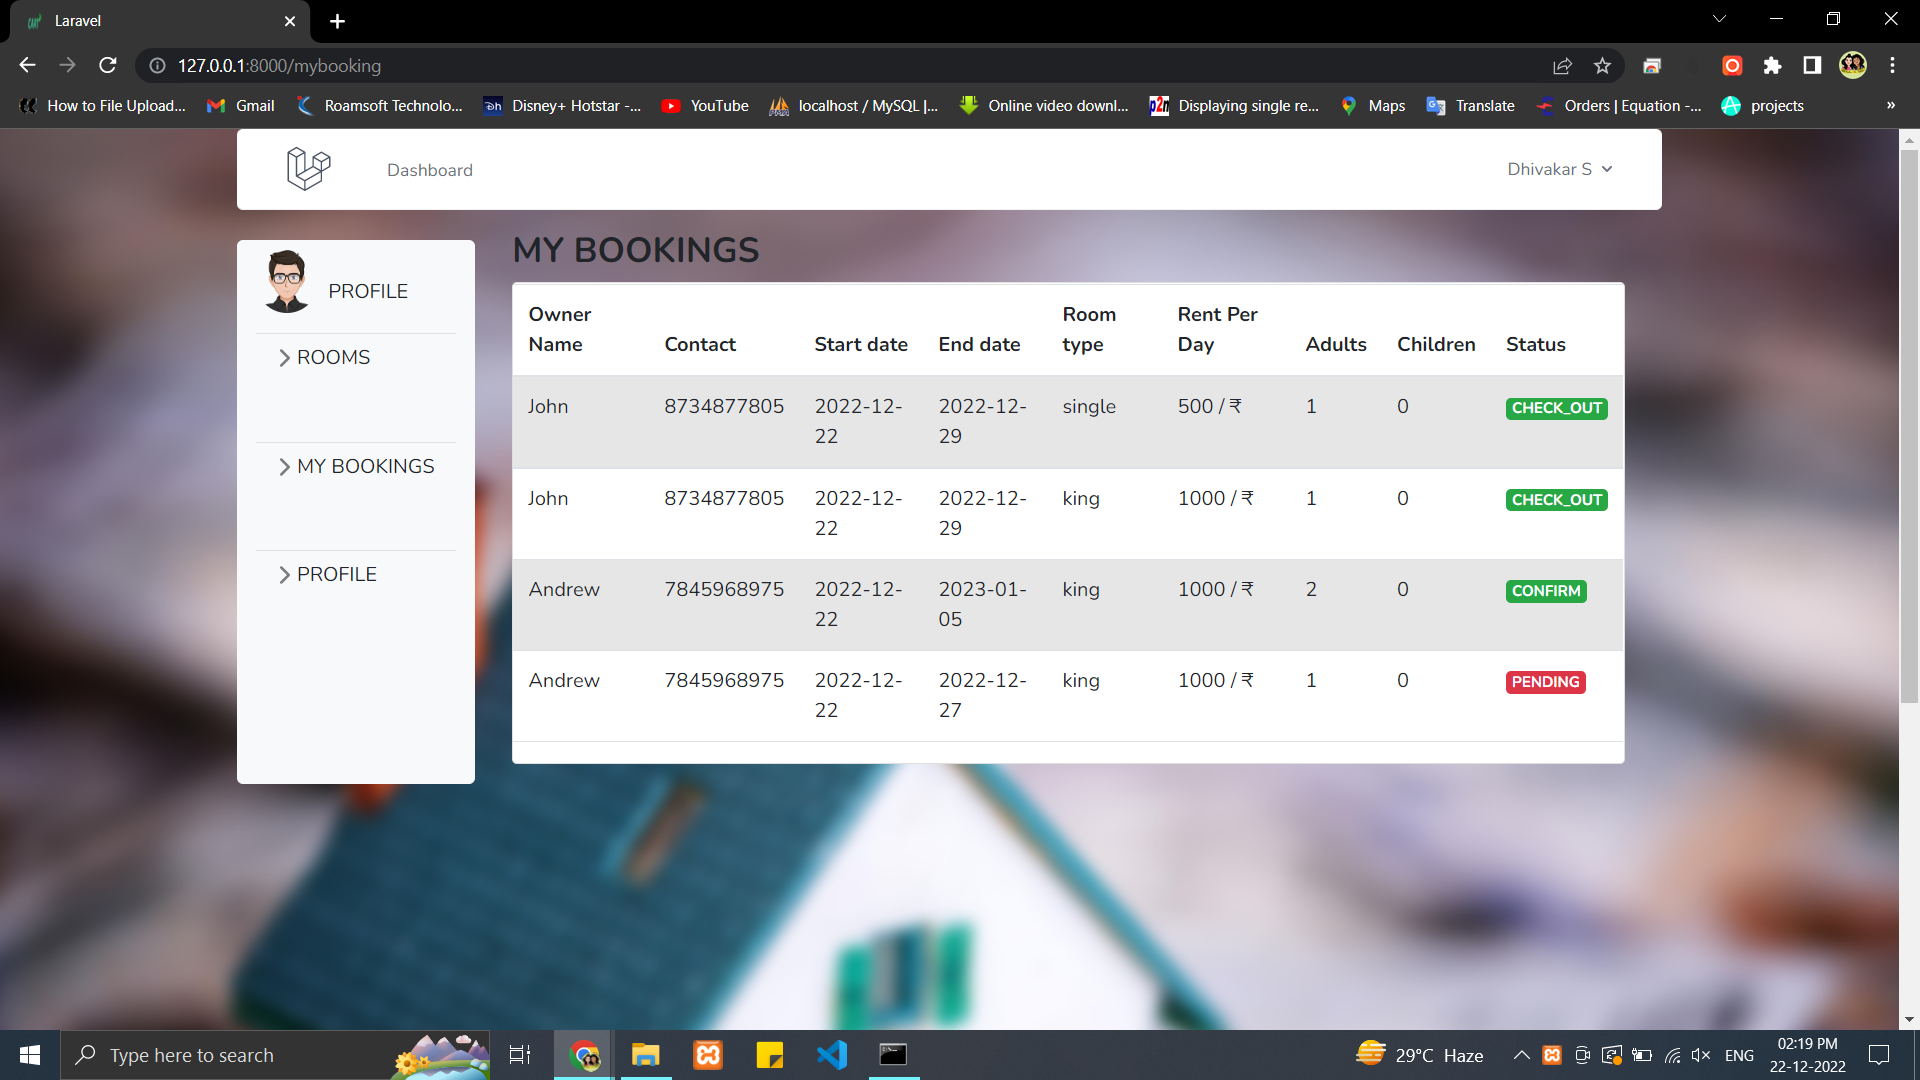 Laravel
127.0.0.1:8000/mybooking
How to File Upload... Gmail Roamsoft Technolo... Disney+ Hotstar -... YouTube localhost / MySQL |... Online video downl... Displaying single re... Maps Translate Orders | Equation -... projects »
Dashboard
Dhivakar S
PROFILE
ROOMS
MY BOOKINGS
PROFILE
MY BOOKINGS
Owner Name Contact Start date End date Room type Rent Per Day Adults Children Status
John 8734877805 2022-12-22 2022-12-29 single 500 / ₹ 1 0 CHECK_OUT
John 8734877805 2022-12-22 2022-12-29 king 1000 / ₹ 1 0 CHECK_OUT
Andrew 7845968975 2022-12-22 2023-01-05 king 1000 / ₹ 2 0 CONFIRM
Andrew 7845968975 2022-12-22 2022-12-27 king 1000 / ₹ 1 0 PENDING
Type here to search
29°C Haze
ENG
02:19 PM
22-12-2022